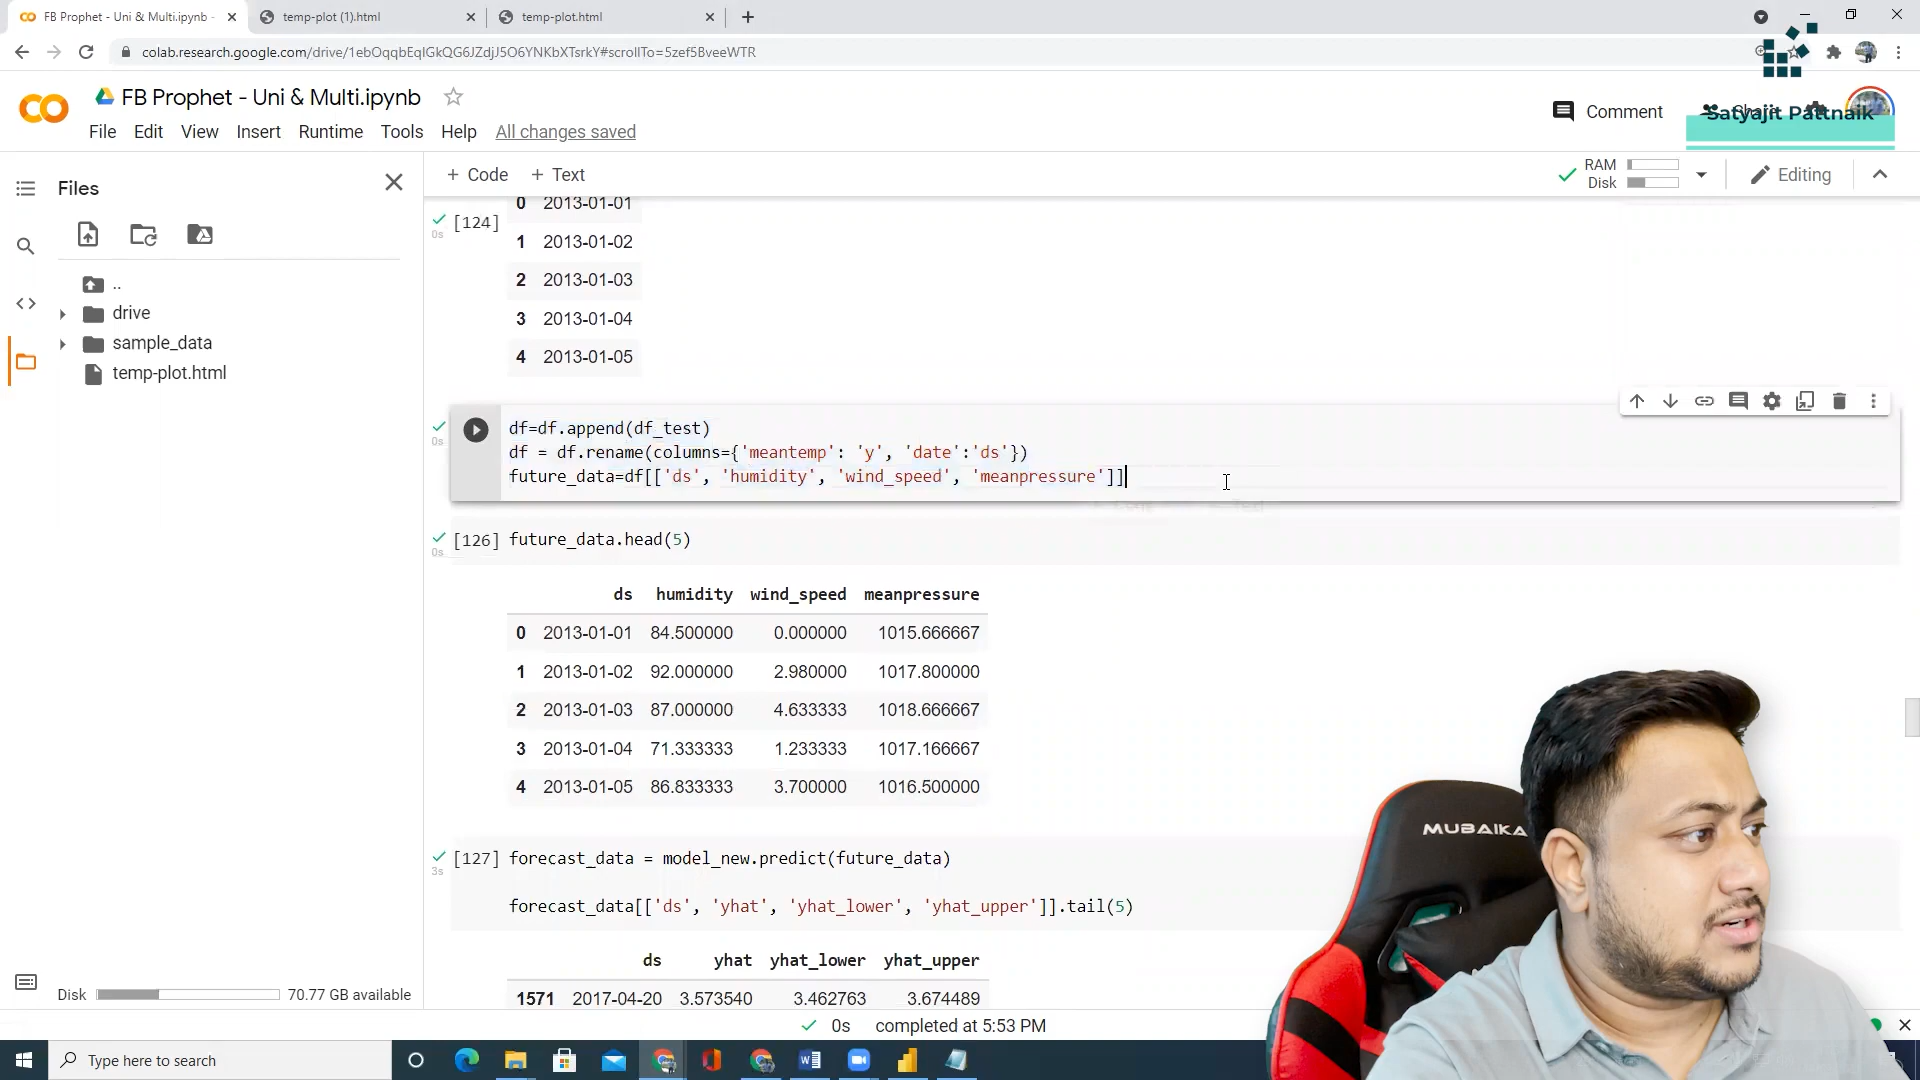 FB Prophet - Uni & Multi.ipynb -
temp-plot (1).html
temp-plot.html
FB Prophet - Uni & Multi.ipynb
Comment
Share
Satyajit Pattnaik
File Edit View Insert Runtime Tools Help All changes saved
Files
+ Code + Text
RAM
Disk
Editing
..
drive
sample_data
temp-plot.html
0s
[124]
0 2013-01-01
1 2013-01-02
2 2013-01-03
3 2013-01-04
4 2013-01-05
0s
df=df.append(df_test)
df = df.rename(columns={'meantemp': 'y', 'date':'ds'})
future_data=df[['ds', 'humidity', 'wind_speed', 'meanpressure']]
0s
[126] future_data.head(5)
ds humidity wind_speed meanpressure
0 2013-01-01 84.500000 0.000000 1015.666667
1 2013-01-02 92.000000 2.980000 1017.800000
2 2013-01-03 87.000000 4.633333 1018.666667
3 2013-01-04 71.333333 1.233333 1017.166667
4 2013-01-05 86.833333 3.700000 1016.500000
3s
[127] forecast_data = model_new.predict(future_data)
forecast_data[['ds', 'yhat', 'yhat_lower', 'yhat_upper']].tail(5)
ds yhat yhat_lower yhat_upper
1571 2017-04-20 3.573540 3.462763 3.674489
MUBAIKA
Disk 70.77 GB available
0s completed at 5:53 PM
Type here to search